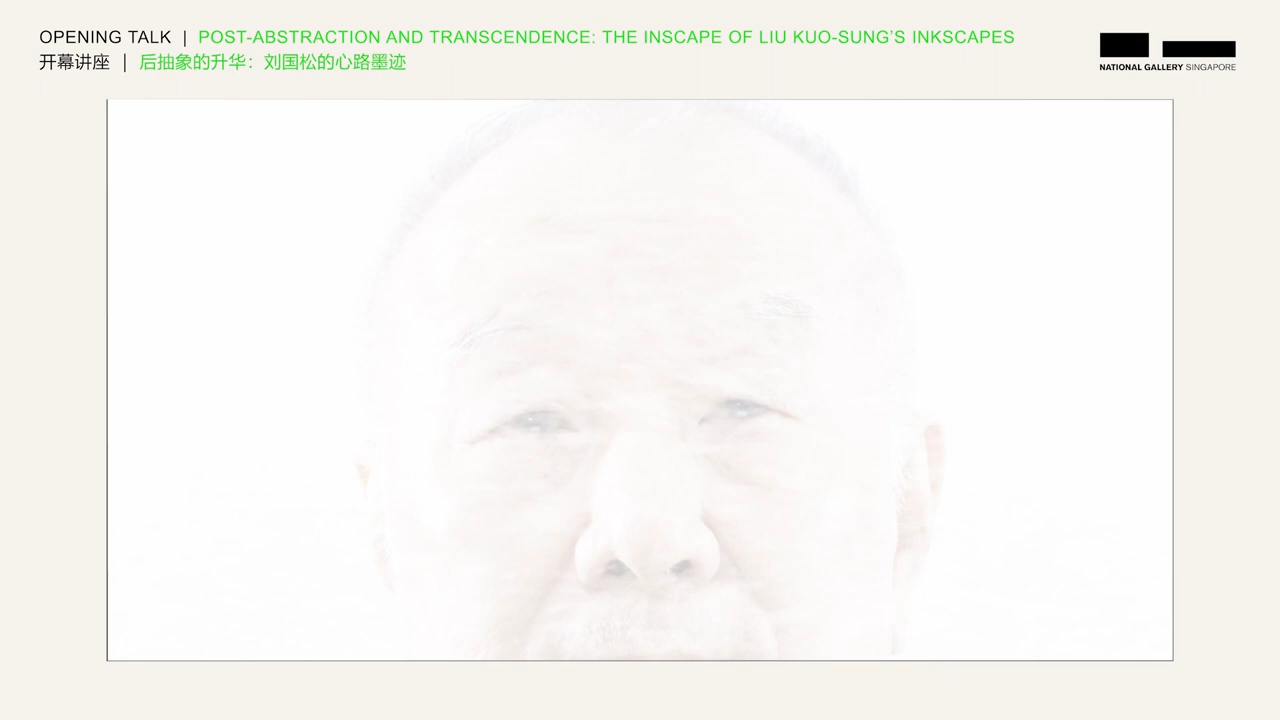 OPENING TALK | POST-ABSTRACTION AND TRANSCENDENCE: THE INSCAPE OF LIU KUO-SUNG'S INKSCAPES
开幕讲座 | 后抽象的升华：刘国松的心路墨迹
NATIONAL GALLERY SINGAPORE